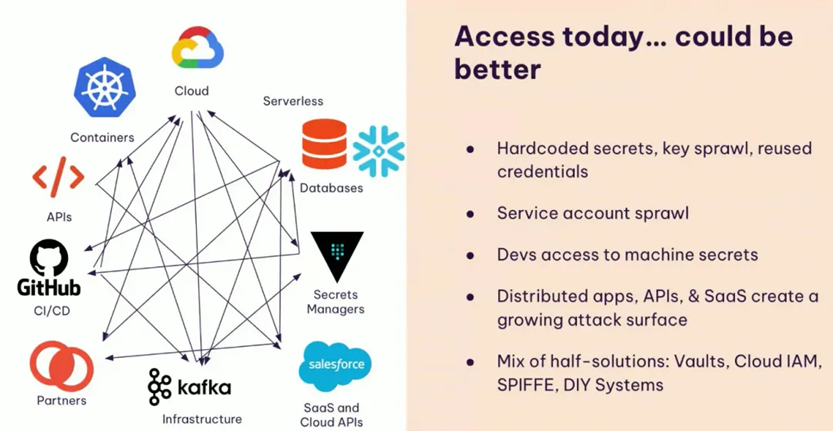 Access today... could be
better
Cloud
Serverless
Containers
Databases
APIs
GitHub
CI/CD
Secrets
Managers
Partners
kafka
Infrastructure
salesforce
SaaS and
Cloud APIs
● Hardcoded secrets, key sprawl, reused
credentials
● Service account sprawl
● Devs access to machine secrets
● Distributed apps, APIs, & SaaS create a
growing attack surface
● Mix of half-solutions: Vaults, Cloud IAM,
SPIFFE, DIY Systems